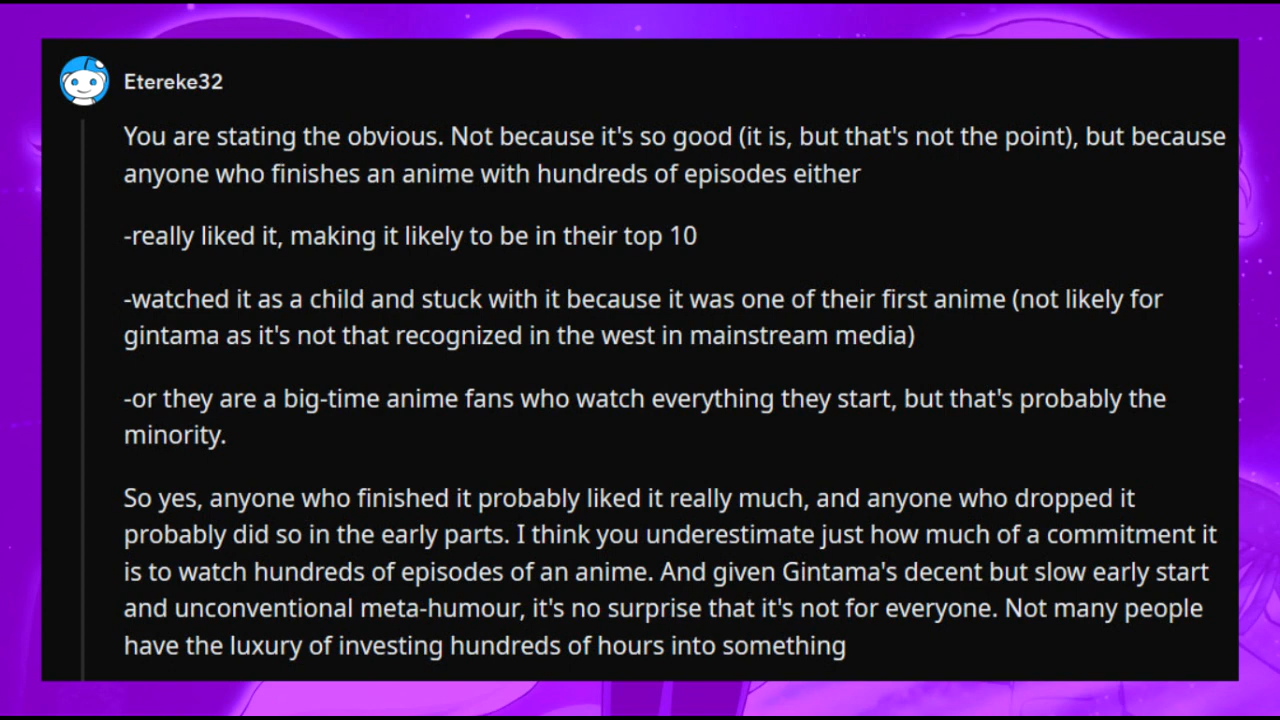 Etereke32
You are stating the obvious. Not because it's so good (it is, but that's not the point), but because
anyone who finishes an anime with hundreds of episodes either
-really liked it, making it likely to be in their top 10
-watched it as a child and stuck with it because it was one of their first anime (not likely for
gintama as it's not that recognized in the west in mainstream media)
-or they are a big-time anime fans who watch everything they start, but that's probably the
minority.
So yes, anyone who finished it probably liked it really much, and anyone who dropped it
probably did so in the early parts. I think you underestimate just how much of a commitment it
is to watch hundreds of episodes of an anime. And given Gintama's decent but slow early start
and unconventional meta-humour, it's no surprise that it's not for everyone. Not many people
have the luxury of investing hundreds of hours into something